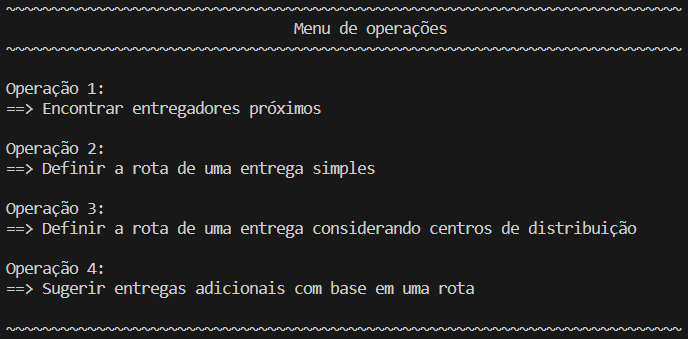 ~~~~~~~~~~~~~~~~~~~~~~~~~~~~~~~~~~~~~~~~~~~~~~~~~~~~~~~~~~~~~~~~~~~~~~~~~~~
Menu de operações
~~~~~~~~~~~~~~~~~~~~~~~~~~~~~~~~~~~~~~~~~~~~~~~~~~~~~~~~~~~~~~~~~~~~~~~~~~~
Operação 1:
==> Encontrar entregadores próximos
Operação 2:
==> Definir a rota de uma entrega simples
Operação 3:
==> Definir a rota de uma entrega considerando centros de distribuição
Operação 4:
==> Sugerir entregas adicionais com base em uma rota
~~~~~~~~~~~~~~~~~~~~~~~~~~~~~~~~~~~~~~~~~~~~~~~~~~~~~~~~~~~~~~~~~~~~~~~~~~~